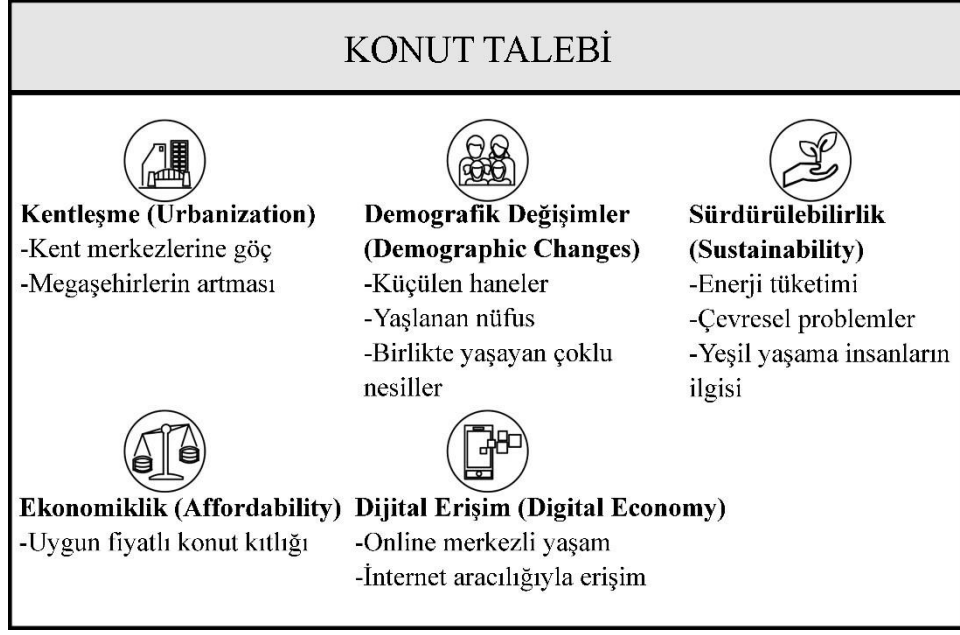 KONUT TALEBİ
Kentleşme (Urbanization)
-Kent merkezlerine göç
-Megaşehirlerin artması
Demografik Değişimler
(Demographic Changes)
-Küçülen haneler
-Yaşlanan nüfus
-Birlikte yaşayan çoklu
nesiller
Sürdürülebilirlik
(Sustainability)
-Enerji tüketimi
-Çevresel problemler
-Yeşil yaşama insanların
ilgisi
Ekonomiklik (Affordability)
-Uygun fiyatlı konut kıtlığı
Dijital Erişim (Digital Economy)
-Online merkezli yaşam
-İnternet aracılığıyla erişim